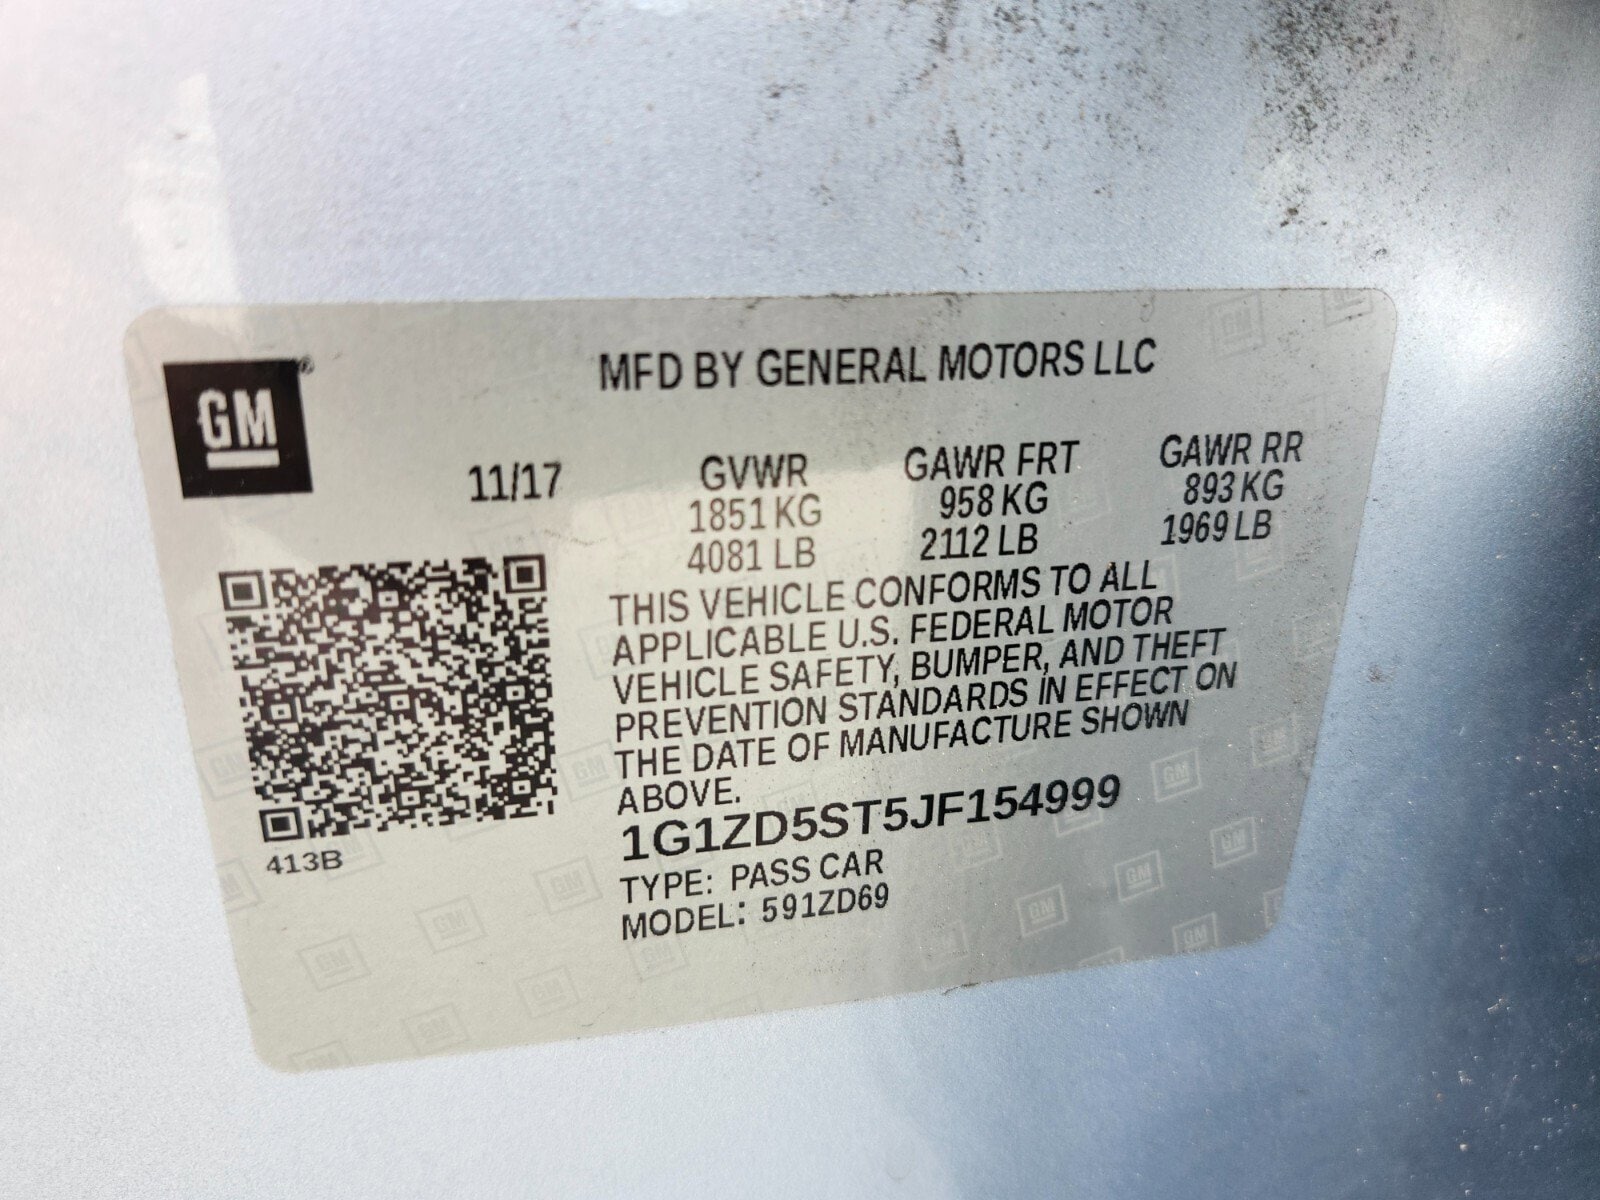 GM®
MFD BY GENERAL MOTORS LLC
11/17
GVWR
1851 KG
4081 LB
GAWR FRT
958 KG
2112 LB
GAWR RR
893 KG
1969 LB
THIS VEHICLE CONFORMS TO ALL
APPLICABLE U.S. FEDERAL MOTOR
VEHICLE SAFETY, BUMPER, AND THEFT
PREVENTION STANDARDS IN EFFECT ON
THE DATE OF MANUFACTURE SHOWN
ABOVE.
1G1ZD5ST5JF154999
TYPE: PASS CAR
MODEL: 591ZD69
413B